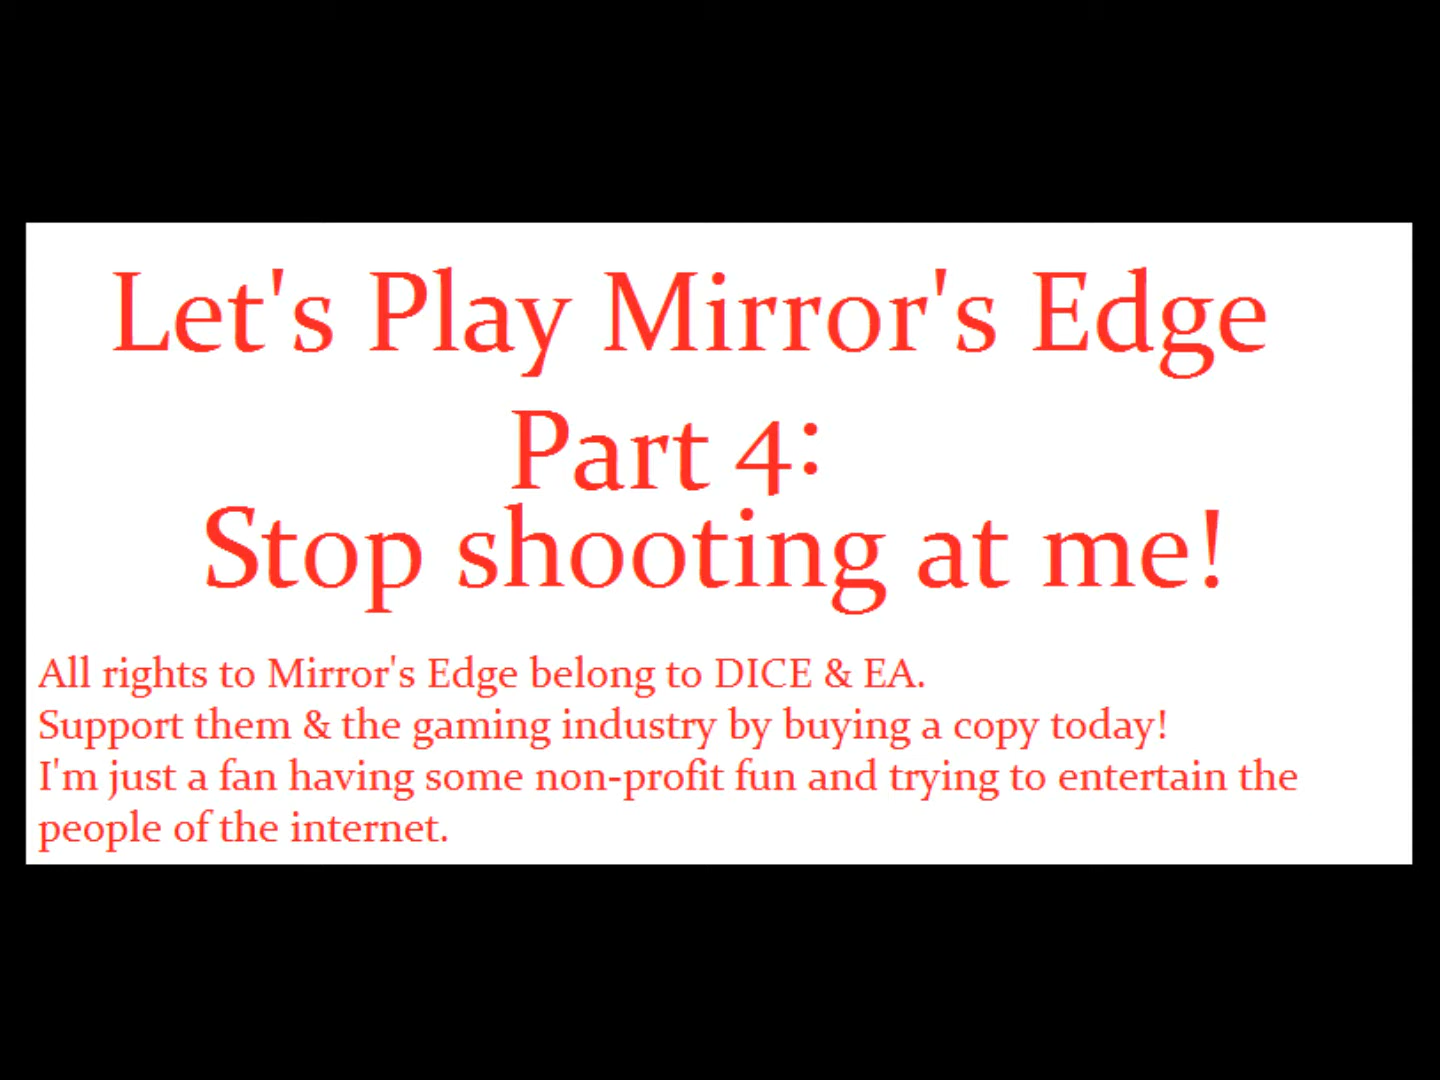 Let's Play Mirror's Edge
Part 4:
Stop shooting at me!
All rights to Mirror's Edge belong to DICE & EA.
Support them & the gaming industry by buying a copy today!
I'm just a fan having some non-profit fun and trying to entertain the
people of the internet.